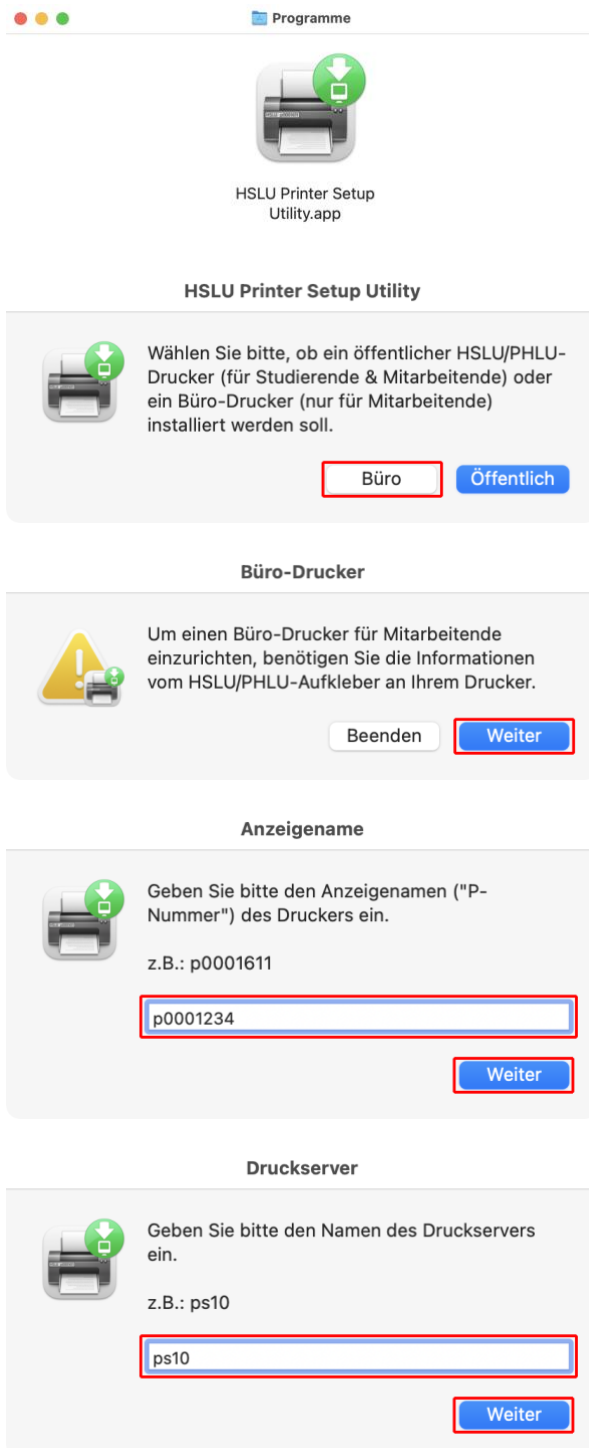 Programme
HSLU Printer Setup
Utility.app
HSLU Printer Setup Utility
Wählen Sie bitte, ob ein öffentlicher HSLU/PHLU-
Drucker (für Studierende & Mitarbeitende) oder
ein Büro-Drucker (nur für Mitarbeitende)
installiert werden soll.
Büro
Öffentlich
Büro-Drucker
Um einen Büro-Drucker für Mitarbeitende
einzurichten, benötigen Sie die Informationen
vom HSLU/PHLU-Aufkleber an Ihrem Drucker.
Beenden
Weiter
Anzeigename
Geben Sie bitte den Anzeigenamen ("P-
Nummer") des Druckers ein.
z.B.: p0001611
p0001234
Weiter
Druckserver
Geben Sie bitte den Namen des Druckservers
ein.
z.B.: ps10
ps10
Weiter